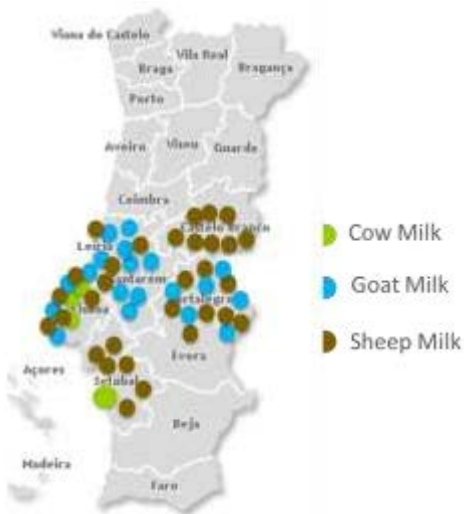 Viana do Castelo
Braga
Vila Real
Bragança
Porto
Aveiro
Viseu
Guarda
Coimbra
Castelo Branco
Leiria
Santarém
Portalegre
Lisboa
Évora
Setúbal
Açores
Beja
Madeira
Faro
Cow Milk
Goat Milk
Sheep Milk